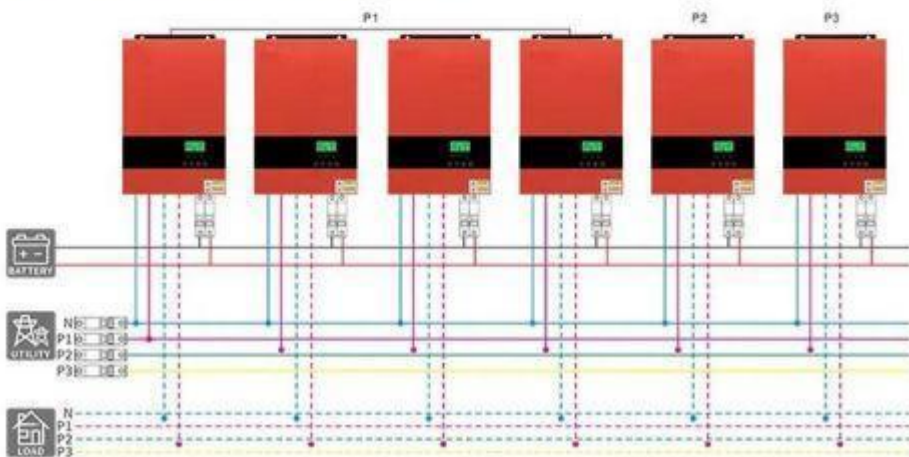 P1 P2 P3
BATTERY
N
P1
P2
P3
UTILITY
N
P1
P2
P3
LOAD